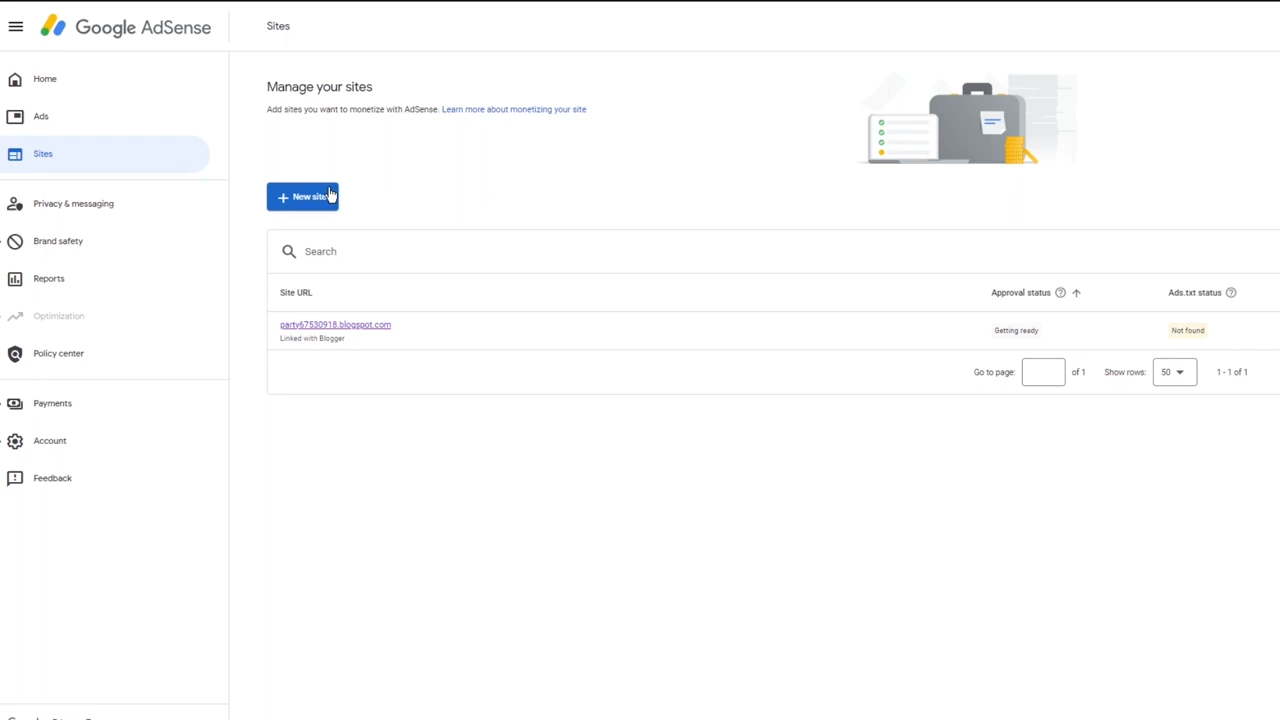 Google AdSense
Sites
Home
Ads
Sites
Privacy & messaging
Brand safety
Reports
Optimization
Policy center
Payments
Account
Feedback
Manage your sites
Add sites you want to monetize with AdSense. Learn more about monetizing your site
+ New site
Search
Site URL Approval status Ads.txt status
party67530918.blogspot.com Getting ready Not found
Linked with Blogger
Go to page: of 1 Show rows: 50 1 - 1 of 1